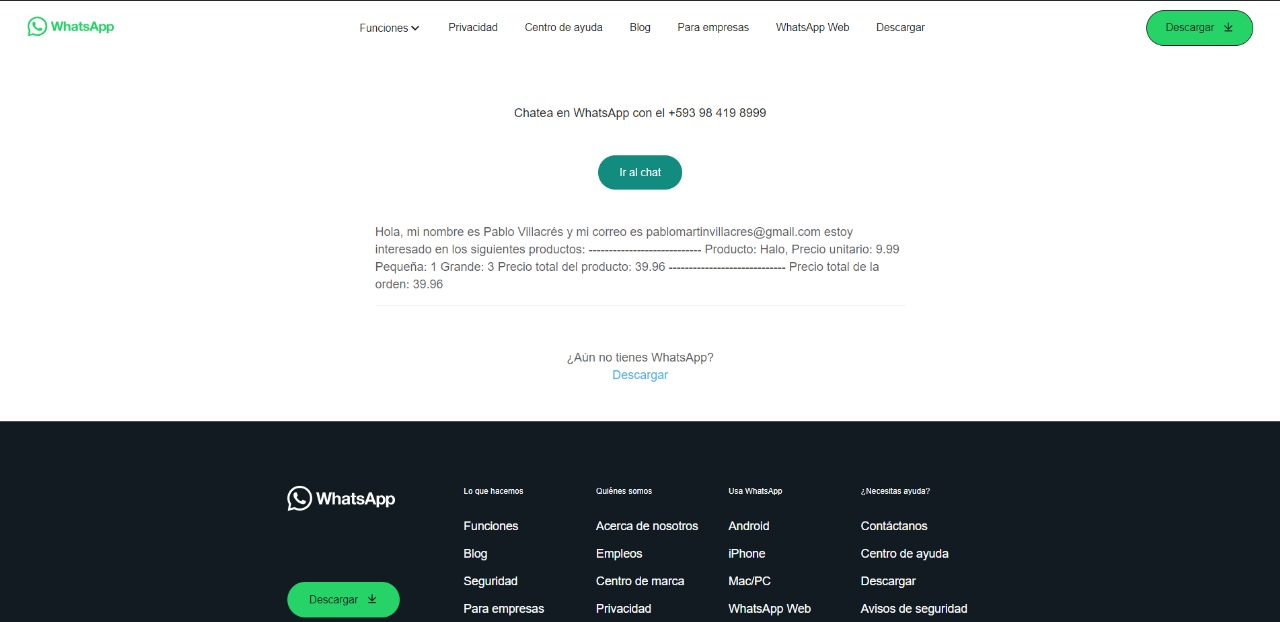 WhatsApp
Funciones
Privacidad
Centro de ayuda
Blog
Para empresas
WhatsApp Web
Descargar
Descargar
Chatea en WhatsApp con el +593 98 419 8999
Ir al chat
Hola, mi nombre es Pablo Villacrés y mi correo es pablomartinvillacres@gmail.com estoy
interesado en los siguientes productos: ---------------------------- Producto: Halo, Precio unitario: 9.99
Pequeña: 1 Grande: 3 Precio total del producto: 39.96 ----------------------------- Precio total de la
orden: 39.96
¿Aún no tienes WhatsApp?
Descargar
WhatsApp
Descargar
Lo que hacemos
Funciones
Blog
Seguridad
Para empresas
Quiénes somos
Acerca de nosotros
Empleos
Centro de marca
Privacidad
Usa WhatsApp
Android
iPhone
Mac/PC
WhatsApp Web
¿Necesitas ayuda?
Contáctanos
Centro de ayuda
Descargar
Avisos de seguridad